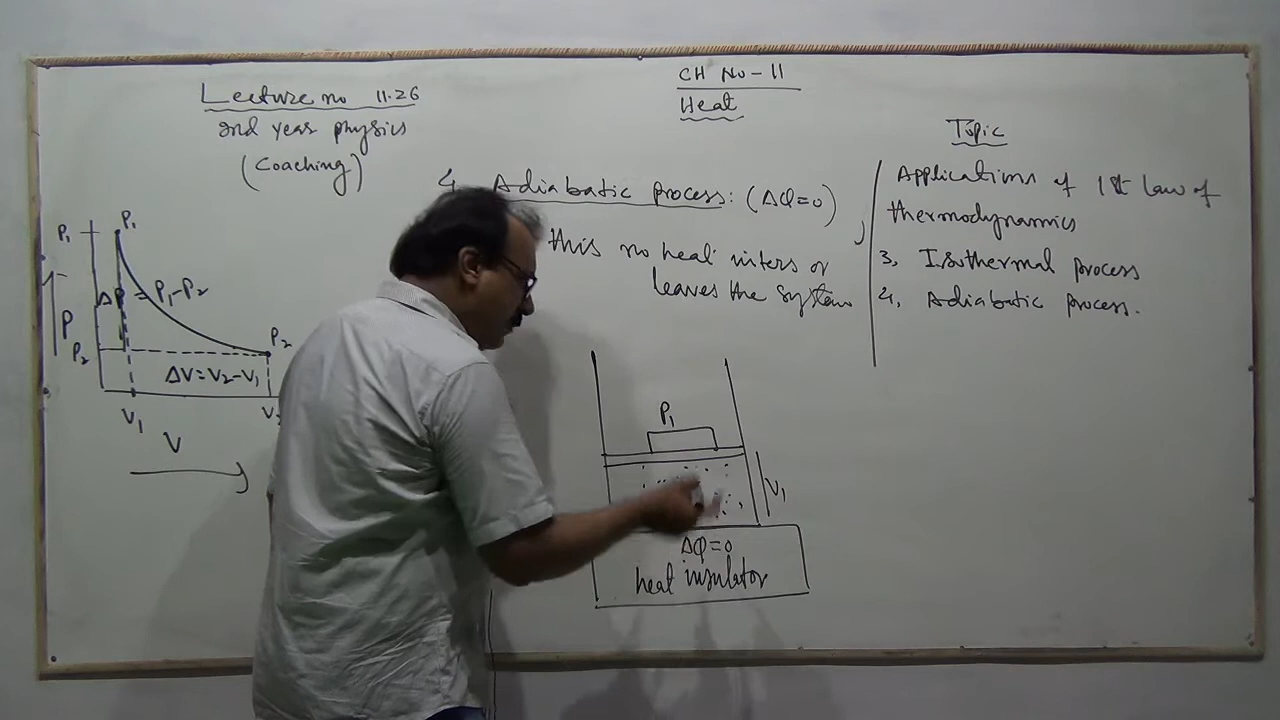 Lecture no 11.26
2nd year physics
(Coaching)
CH No - 11
Heat
Topic
Applications of 1st law of
thermodynamics
3, Isothermal process
4, Adiabatic process.
4 Adiabatic process: (ΔQ=0)
this no heat inters or
leaves the system
P₁
P₁
ΔP = P₁-P₂
P
P₂
P₂
ΔV=V₂-V₁
V₁
V₂
V
P₁
V₁
ΔQ=0
heat insulator